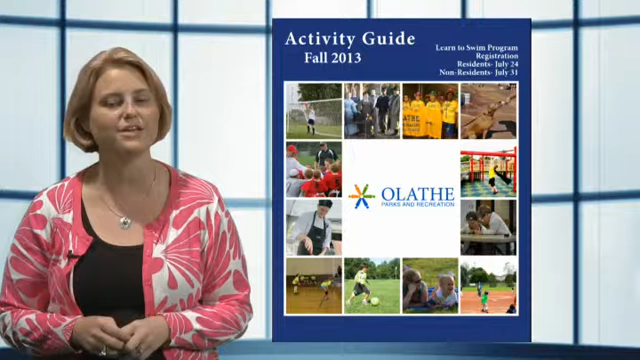 Activity Guide
Fall 2013
Learn to Swim Program
Registration
Residents- July 24
Non-Residents- July 31
OLATHE
PARKS AND RECREATION